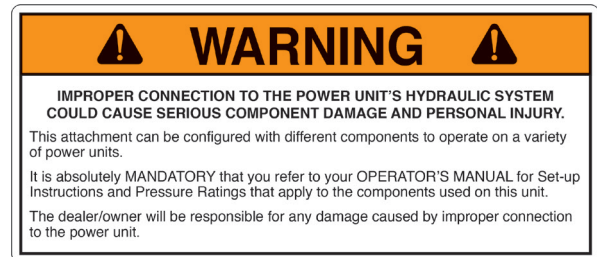 WARNING
IMPROPER CONNECTION TO THE POWER UNIT'S HYDRAULIC SYSTEM
COULD CAUSE SERIOUS COMPONENT DAMAGE AND PERSONAL INJURY.
This attachment can be configured with different components to operate on a variety
of power units.
It is absolutely MANDATORY that you refer to your OPERATOR'S MANUAL for Set-up
Instructions and Pressure Ratings that apply to the components used on this unit.
The dealer/owner will be responsible for any damage caused by improper connection
to the power unit.